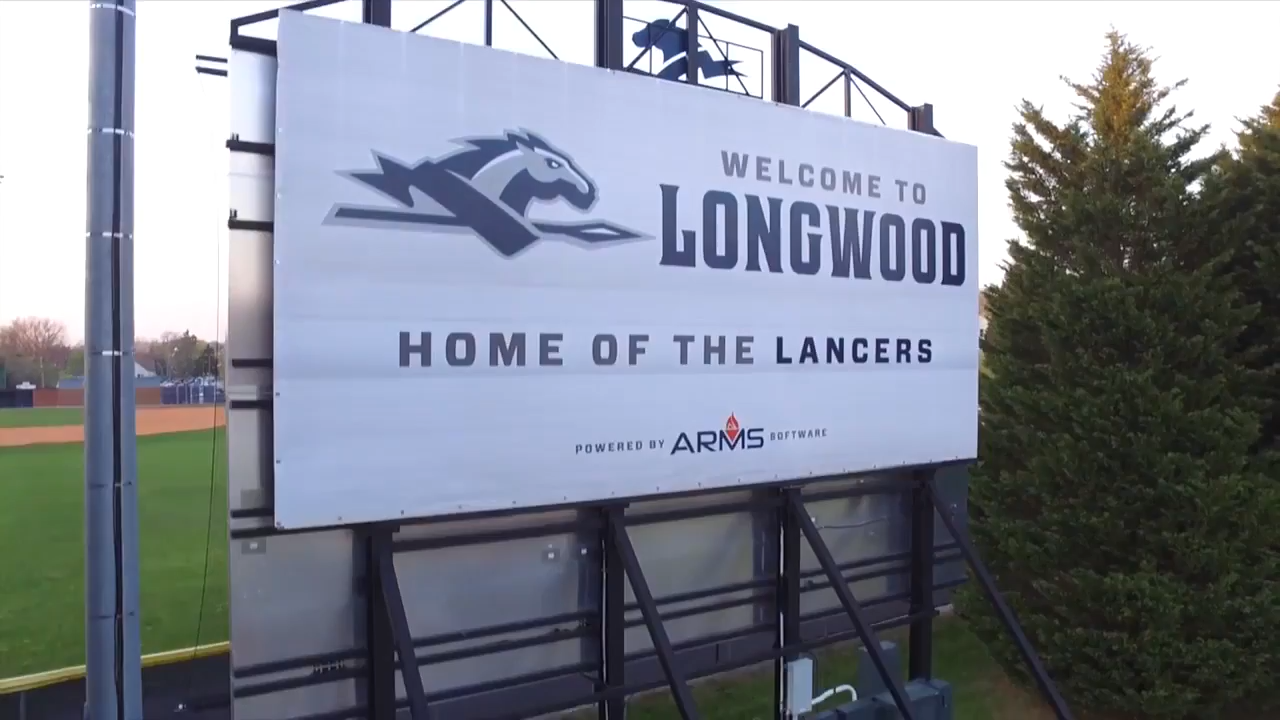 WELCOME TO
LONGWOOD
HOME OF THE LANCERS
POWERED BY ARMS SOFTWARE